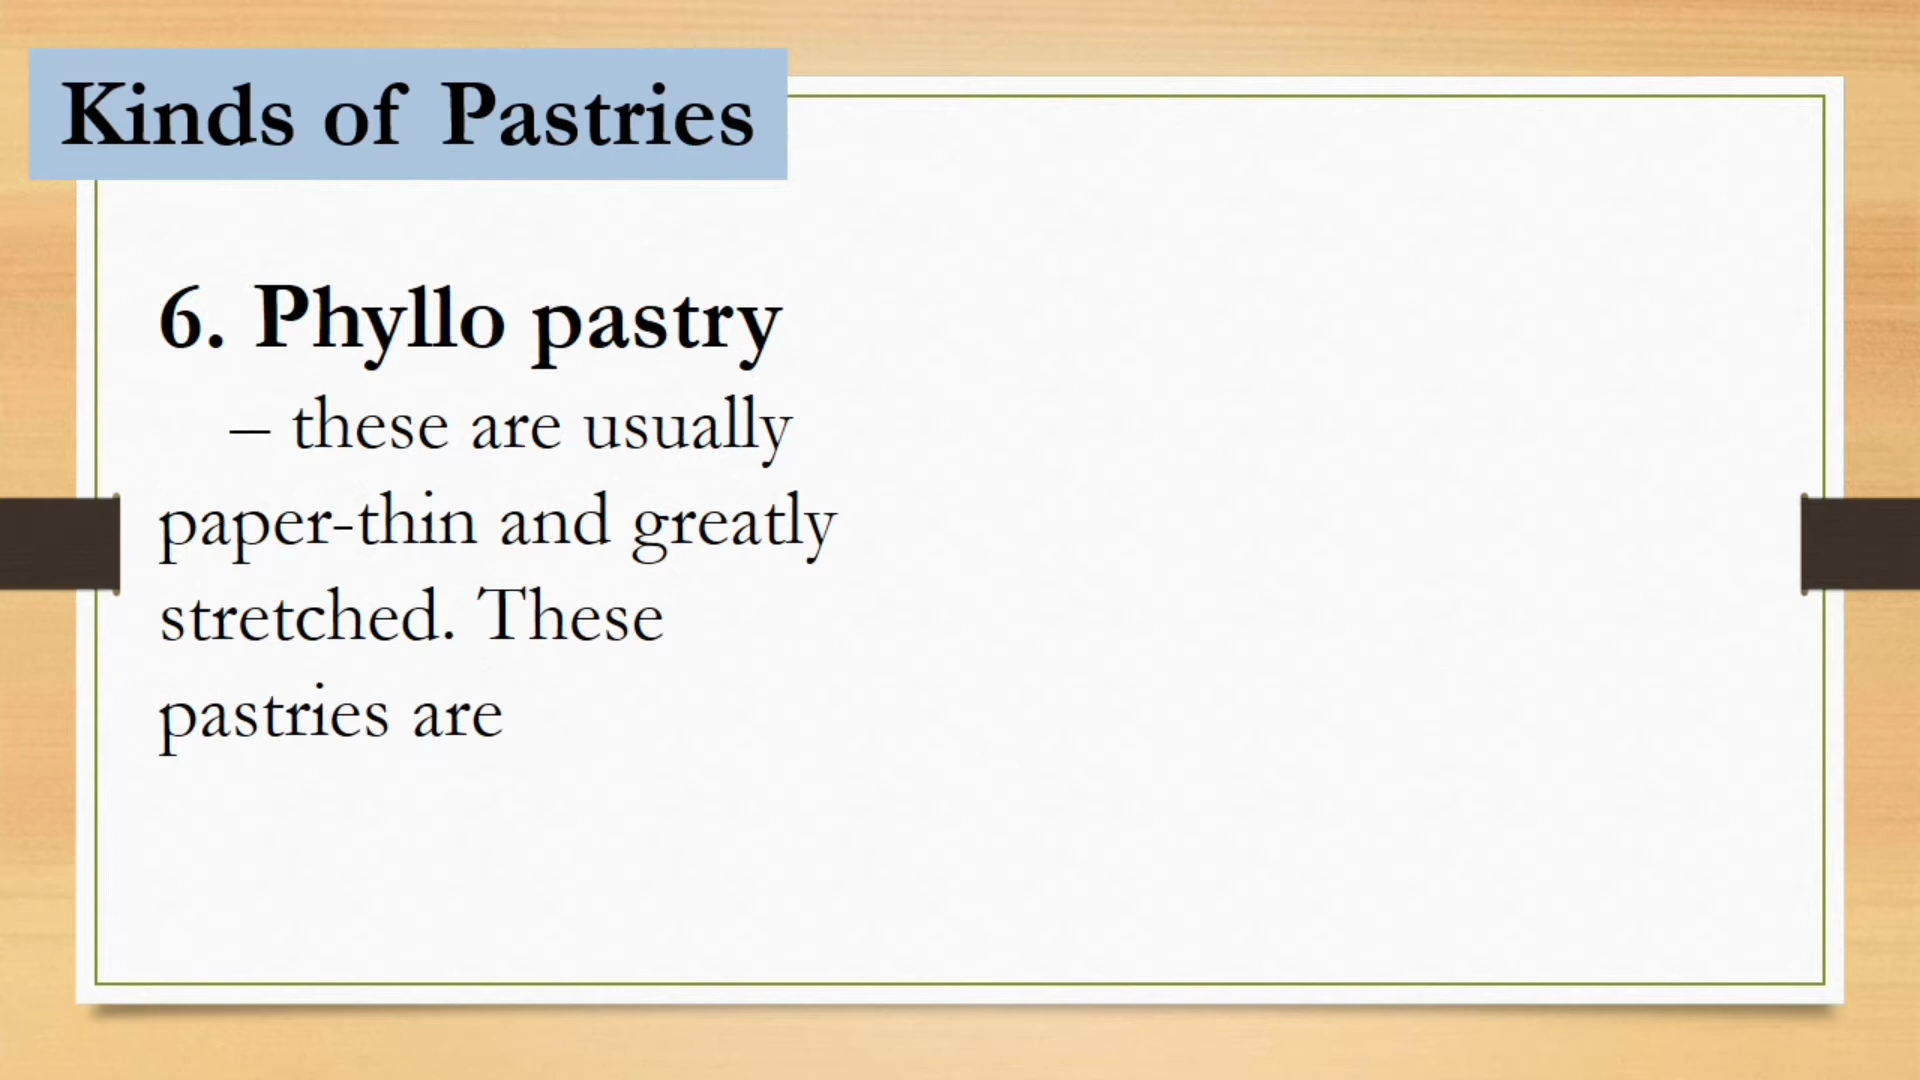 Kinds of Pastries
6. Phyllo pastry
– these are usually
paper-thin and greatly
stretched. These
pastries are